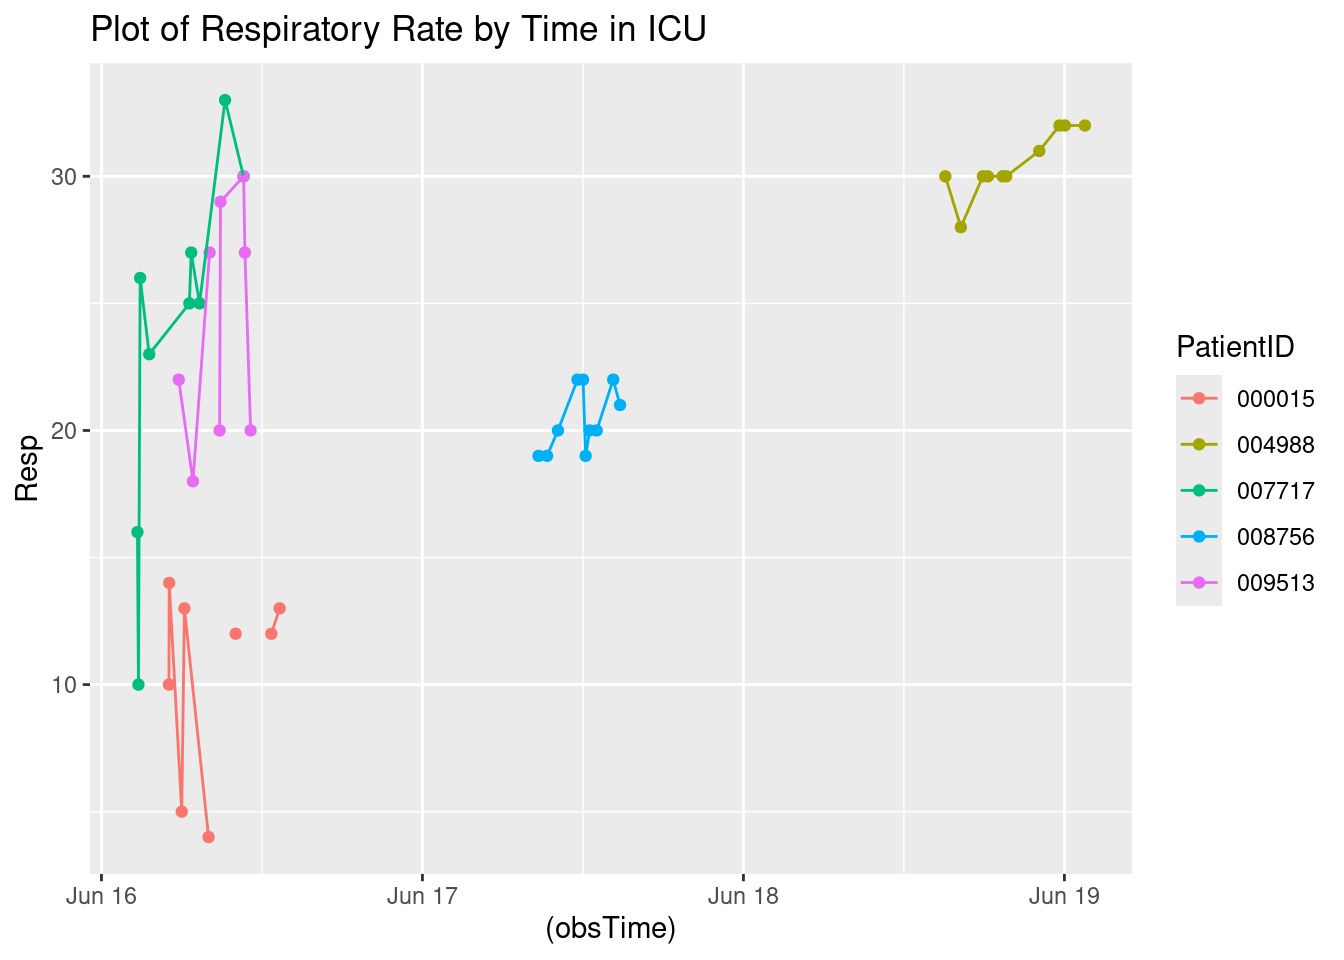 Plot of Respiratory Rate by Time in ICU
Resp
30
20
10
Jun 16 Jun 17 Jun 18 Jun 19
(obsTime)
PatientID
000015
004988
007717
008756
009513